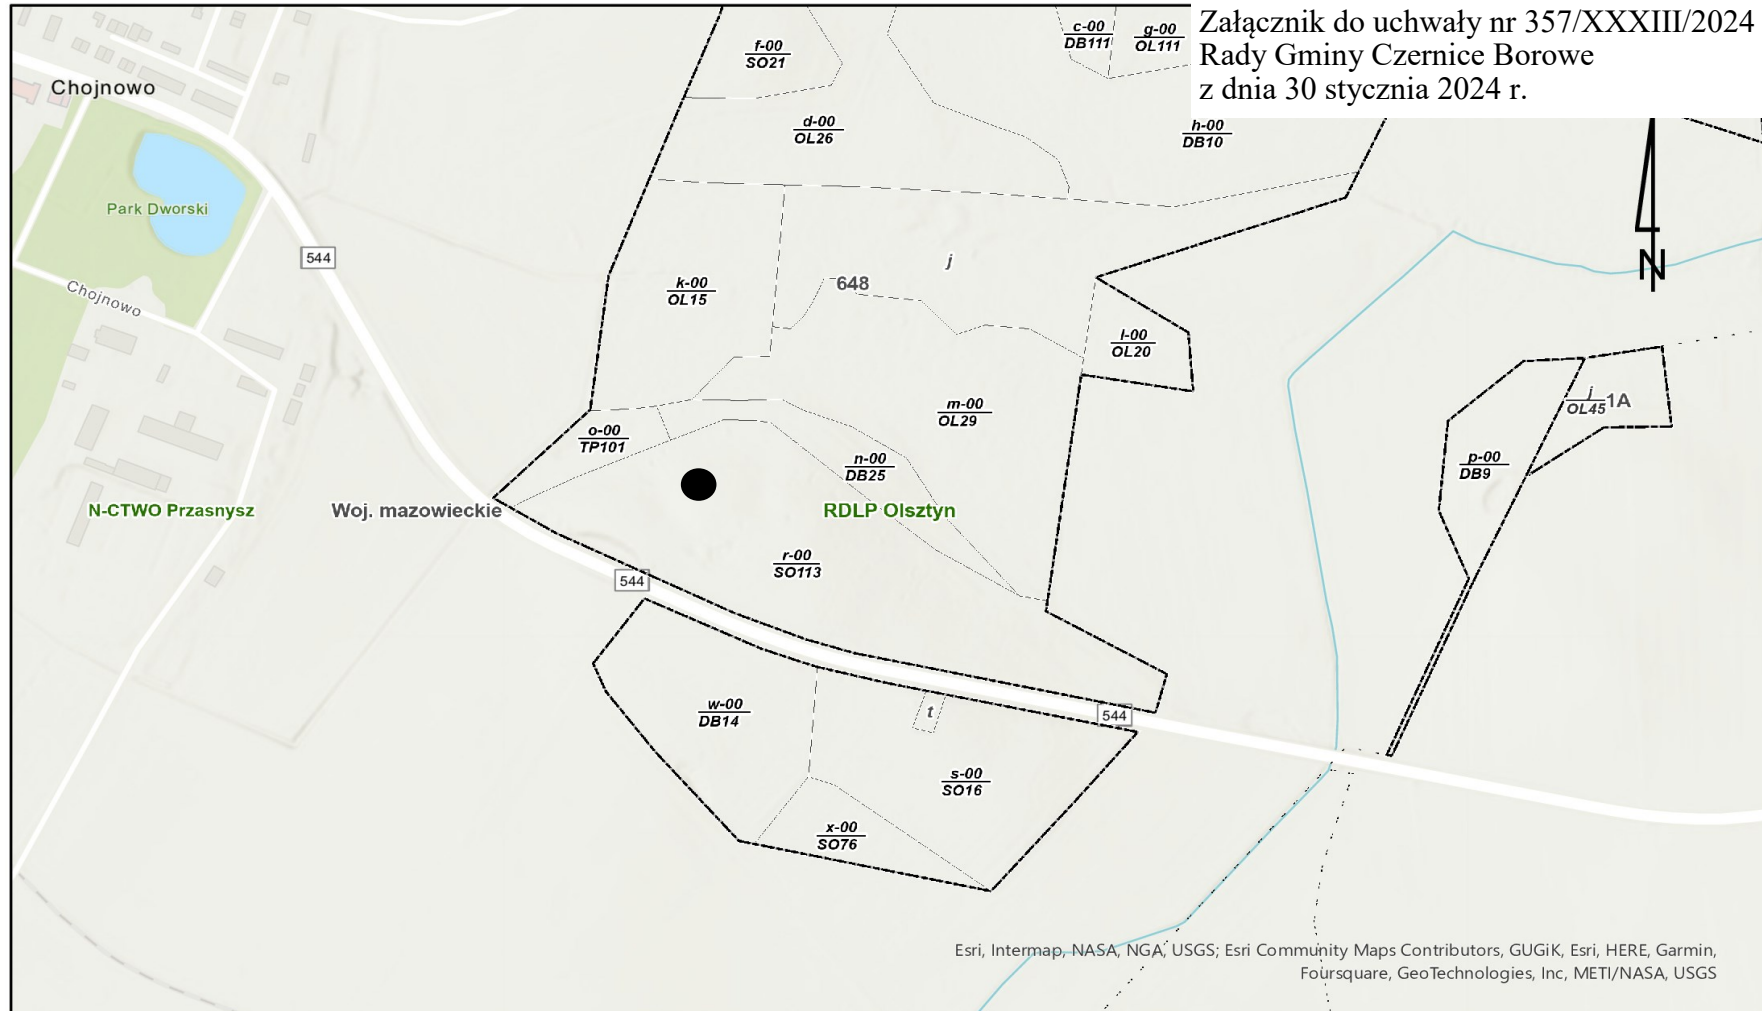 Załącznik do uchwały nr 357/XXXIII/2024
Rady Gminy Czernice Borowe
z dnia 30 stycznia 2024 r.
c-00
DB111
g-00
OL111
f-00
SO21
Chojnowo
d-00
OL26
h-00
DB10
Park Dworski
544
j
N
k-00
OL15
648
Chojnowo
l-00
OL20
j
OL45
1A
m-00
OL29
o-00
TP101
n-00
DB25
p-00
DB9
N-CTWO Przasnysz
Woj. mazowieckie
RDLP Olsztyn
r-00
SO113
544
w-00
DB14
t
544
s-00
SO16
x-00
SO76
Esri, Intermap, NASA, NGA, USGS; Esri Community Maps Contributors, GUGiK, Esri, HERE, Garmin,
Foursquare, GeoTechnologies, Inc, METI/NASA, USGS